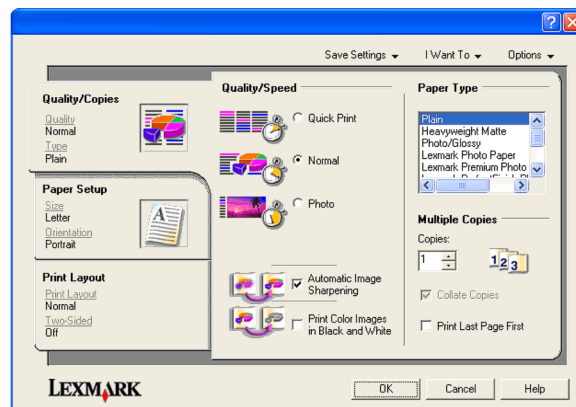 Save Settings
I Want To
Options
Quality/Copies
Quality
Normal
Type
Plain
Paper Setup
Size
Letter
Orientation
Portrait
Print Layout
Print Layout
Normal
Two-Sided
Off
Quality/Speed
Quick Print
Normal
Photo
Automatic Image
Sharpening
Print Color Images
in Black and White
Paper Type
Plain
Heavyweight Matte
Photo/Glossy
Lexmark Photo Paper
Lexmark Premium Photo
Multiple Copies
Copies:
1
1 2 3
Collate Copies
Print Last Page First
LEXMARK
OK
Cancel
Help